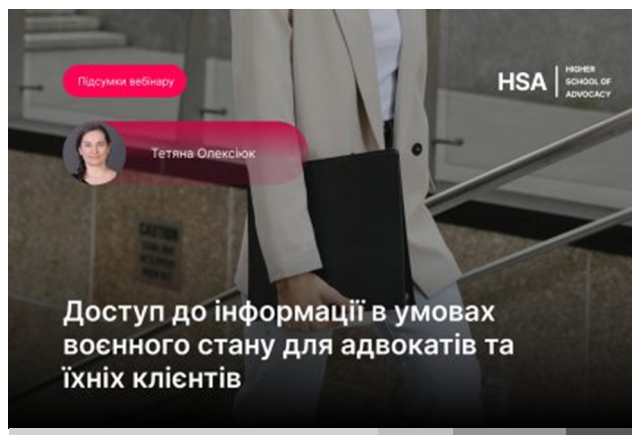 Підсумки вебінару
HSA
HIGHER
SCHOOL OF
ADVOCACY
Тетяна Олексіюк
CAUTION
Доступ до інформації в умовах
воєнного стану для адвокатів та
їхніх клієнтів